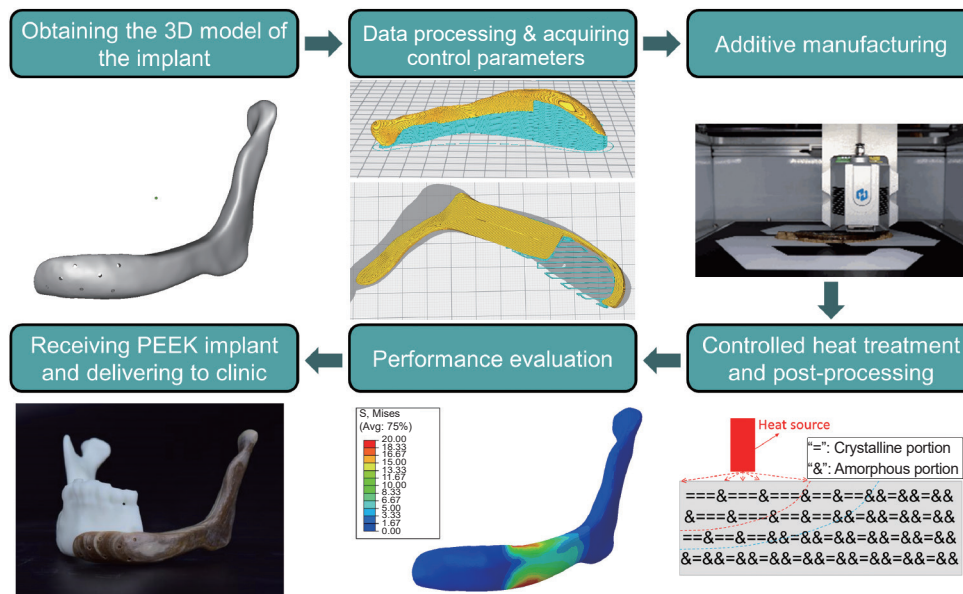 Obtaining the 3D model of
the implant
Data processing & acquiring
control parameters
Additive manufacturing
Controlled heat treatment
and post-processing
Heat source
"=": Crystalline portion
"&": Amorphous portion
===&===&===&==&==&&=&&=&&
&===&===&==&==&&=&&=&&=&&
==&==&==&&=&&=&&=&&=&&=&&
&=&&=&&=&&=&&=&&=&&=&&=&&
Performance evaluation
S, Mises
(Avg: 75%)
20.00
18.33
16.67
15.00
13.33
11.67
10.00
8.33
6.67
5.00
3.33
1.67
0.00
Receiving PEEK implant
and delivering to clinic